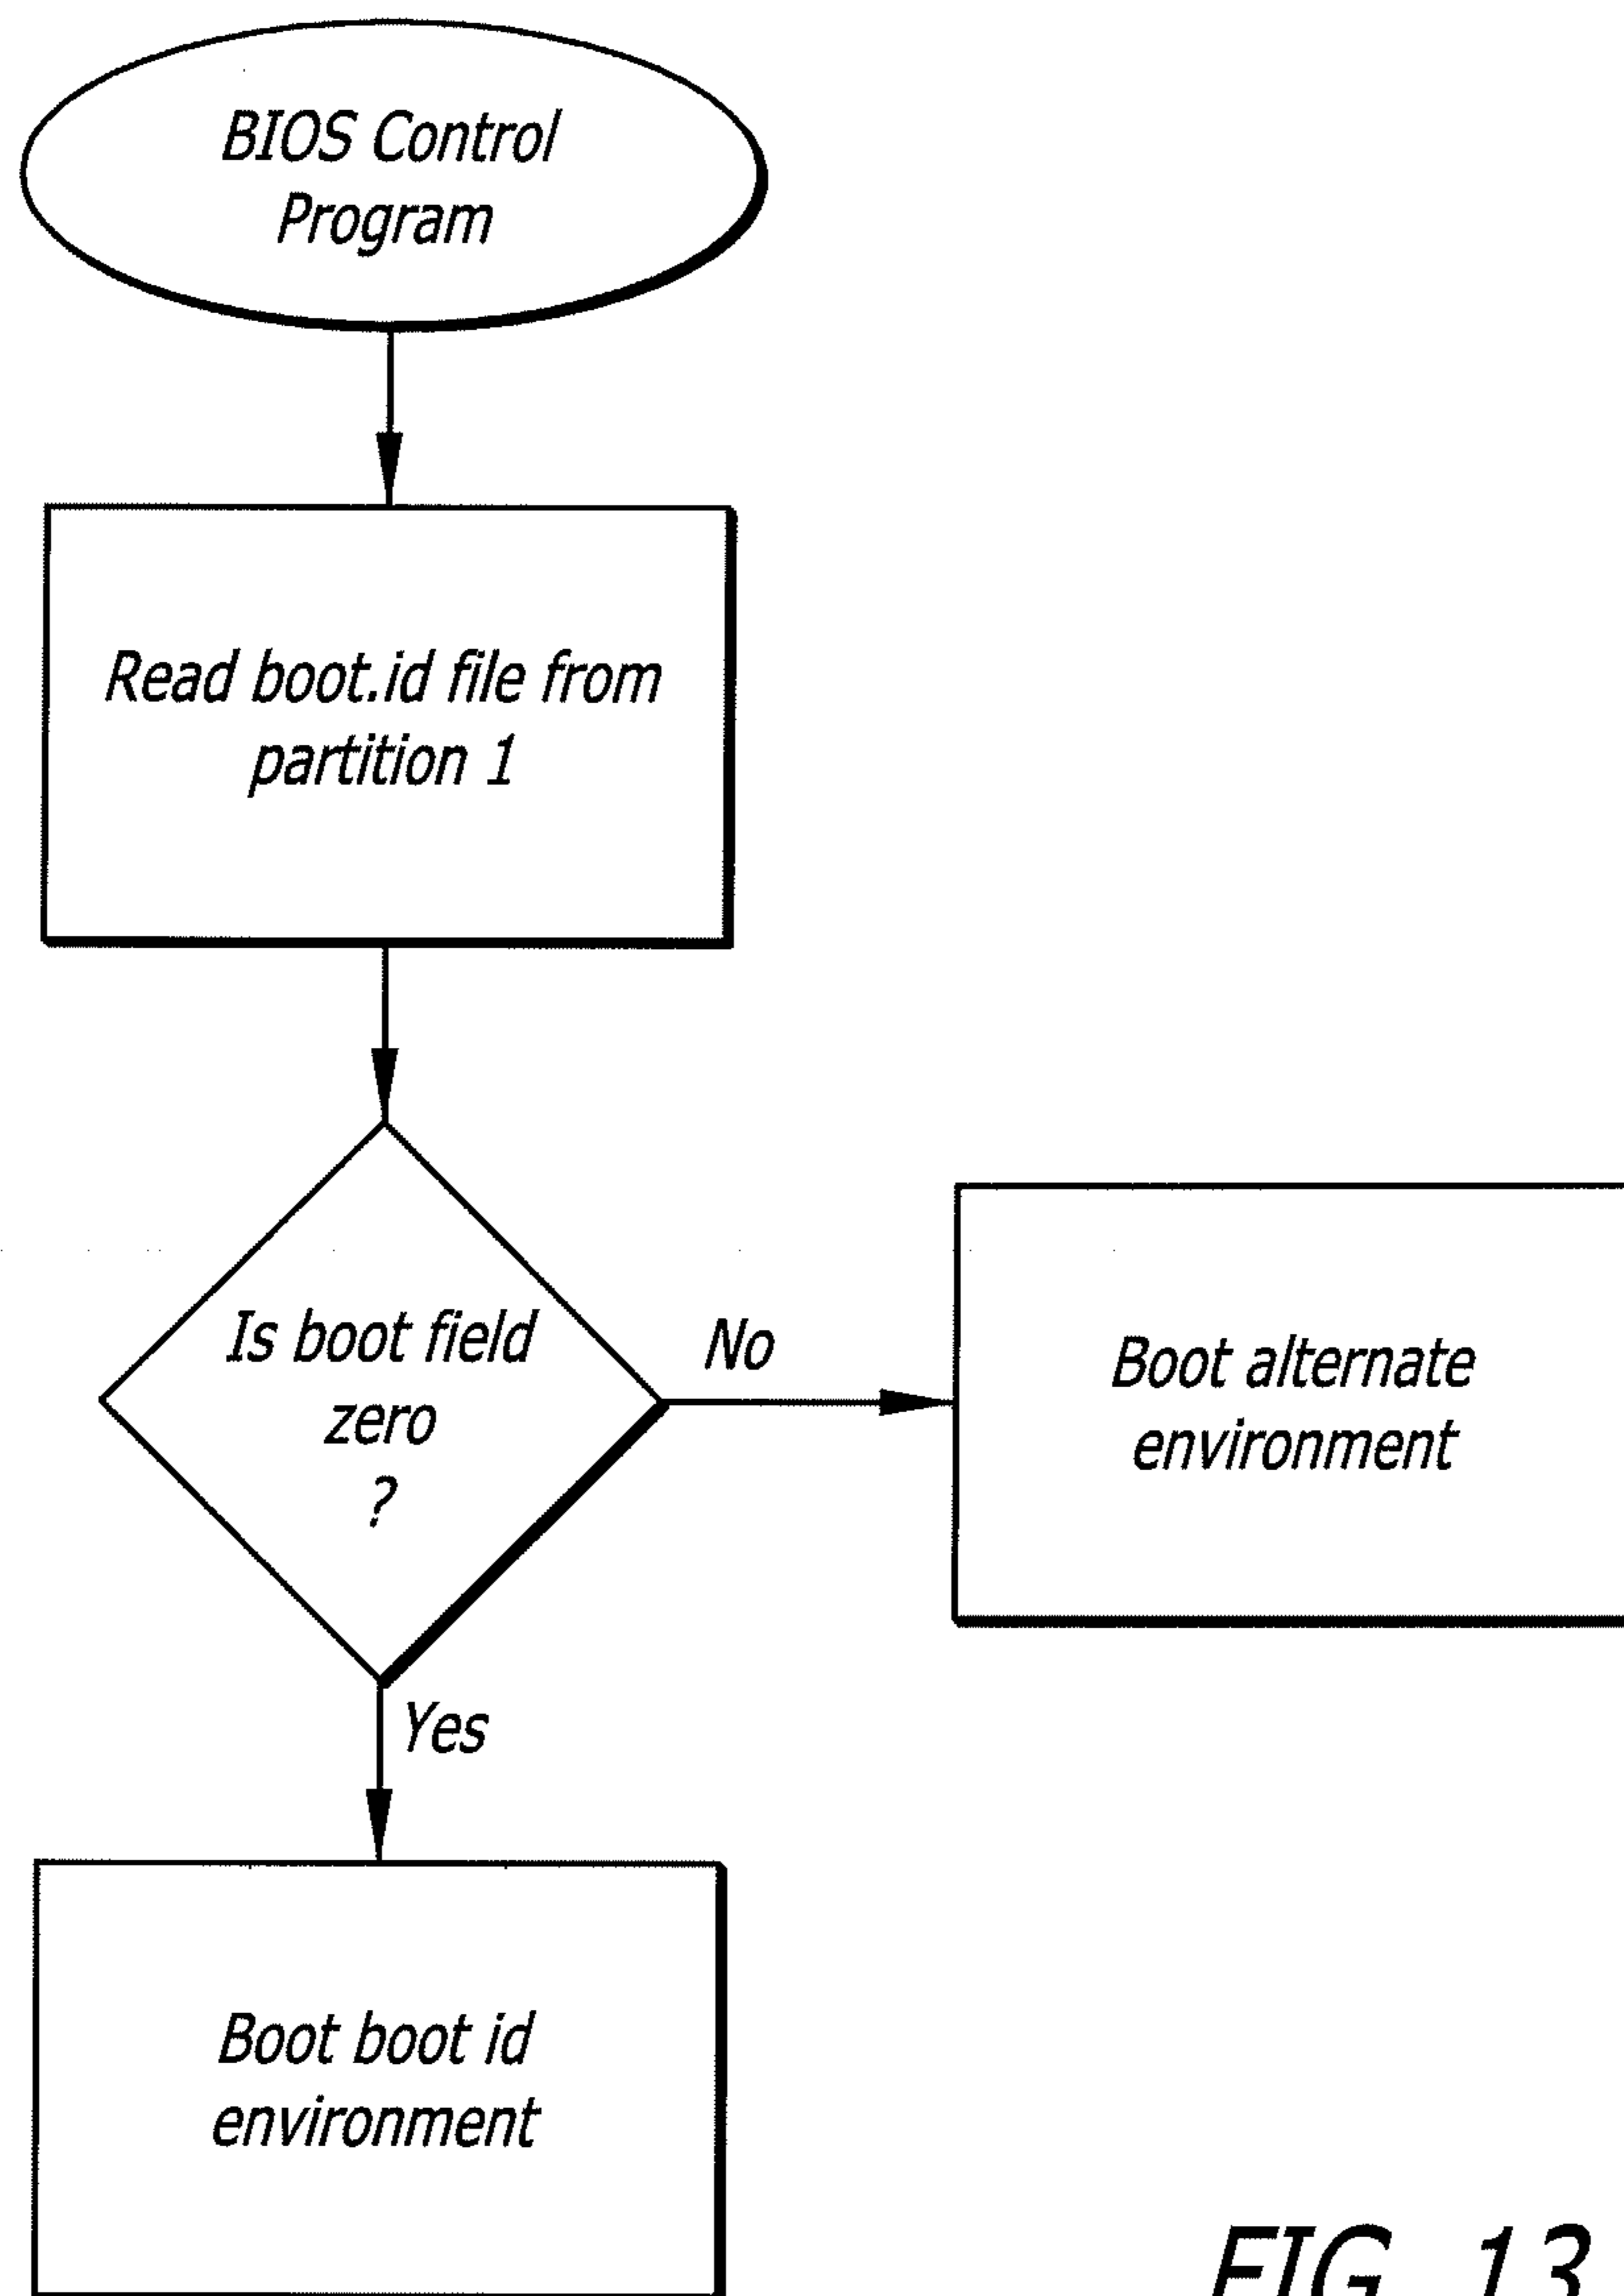 BIOS Control
Program
Read boot.id file from
partition 1
Is boot field
zero
?
No
Boot alternate
environment
Yes
Boot boot id
environment
FIG. 13